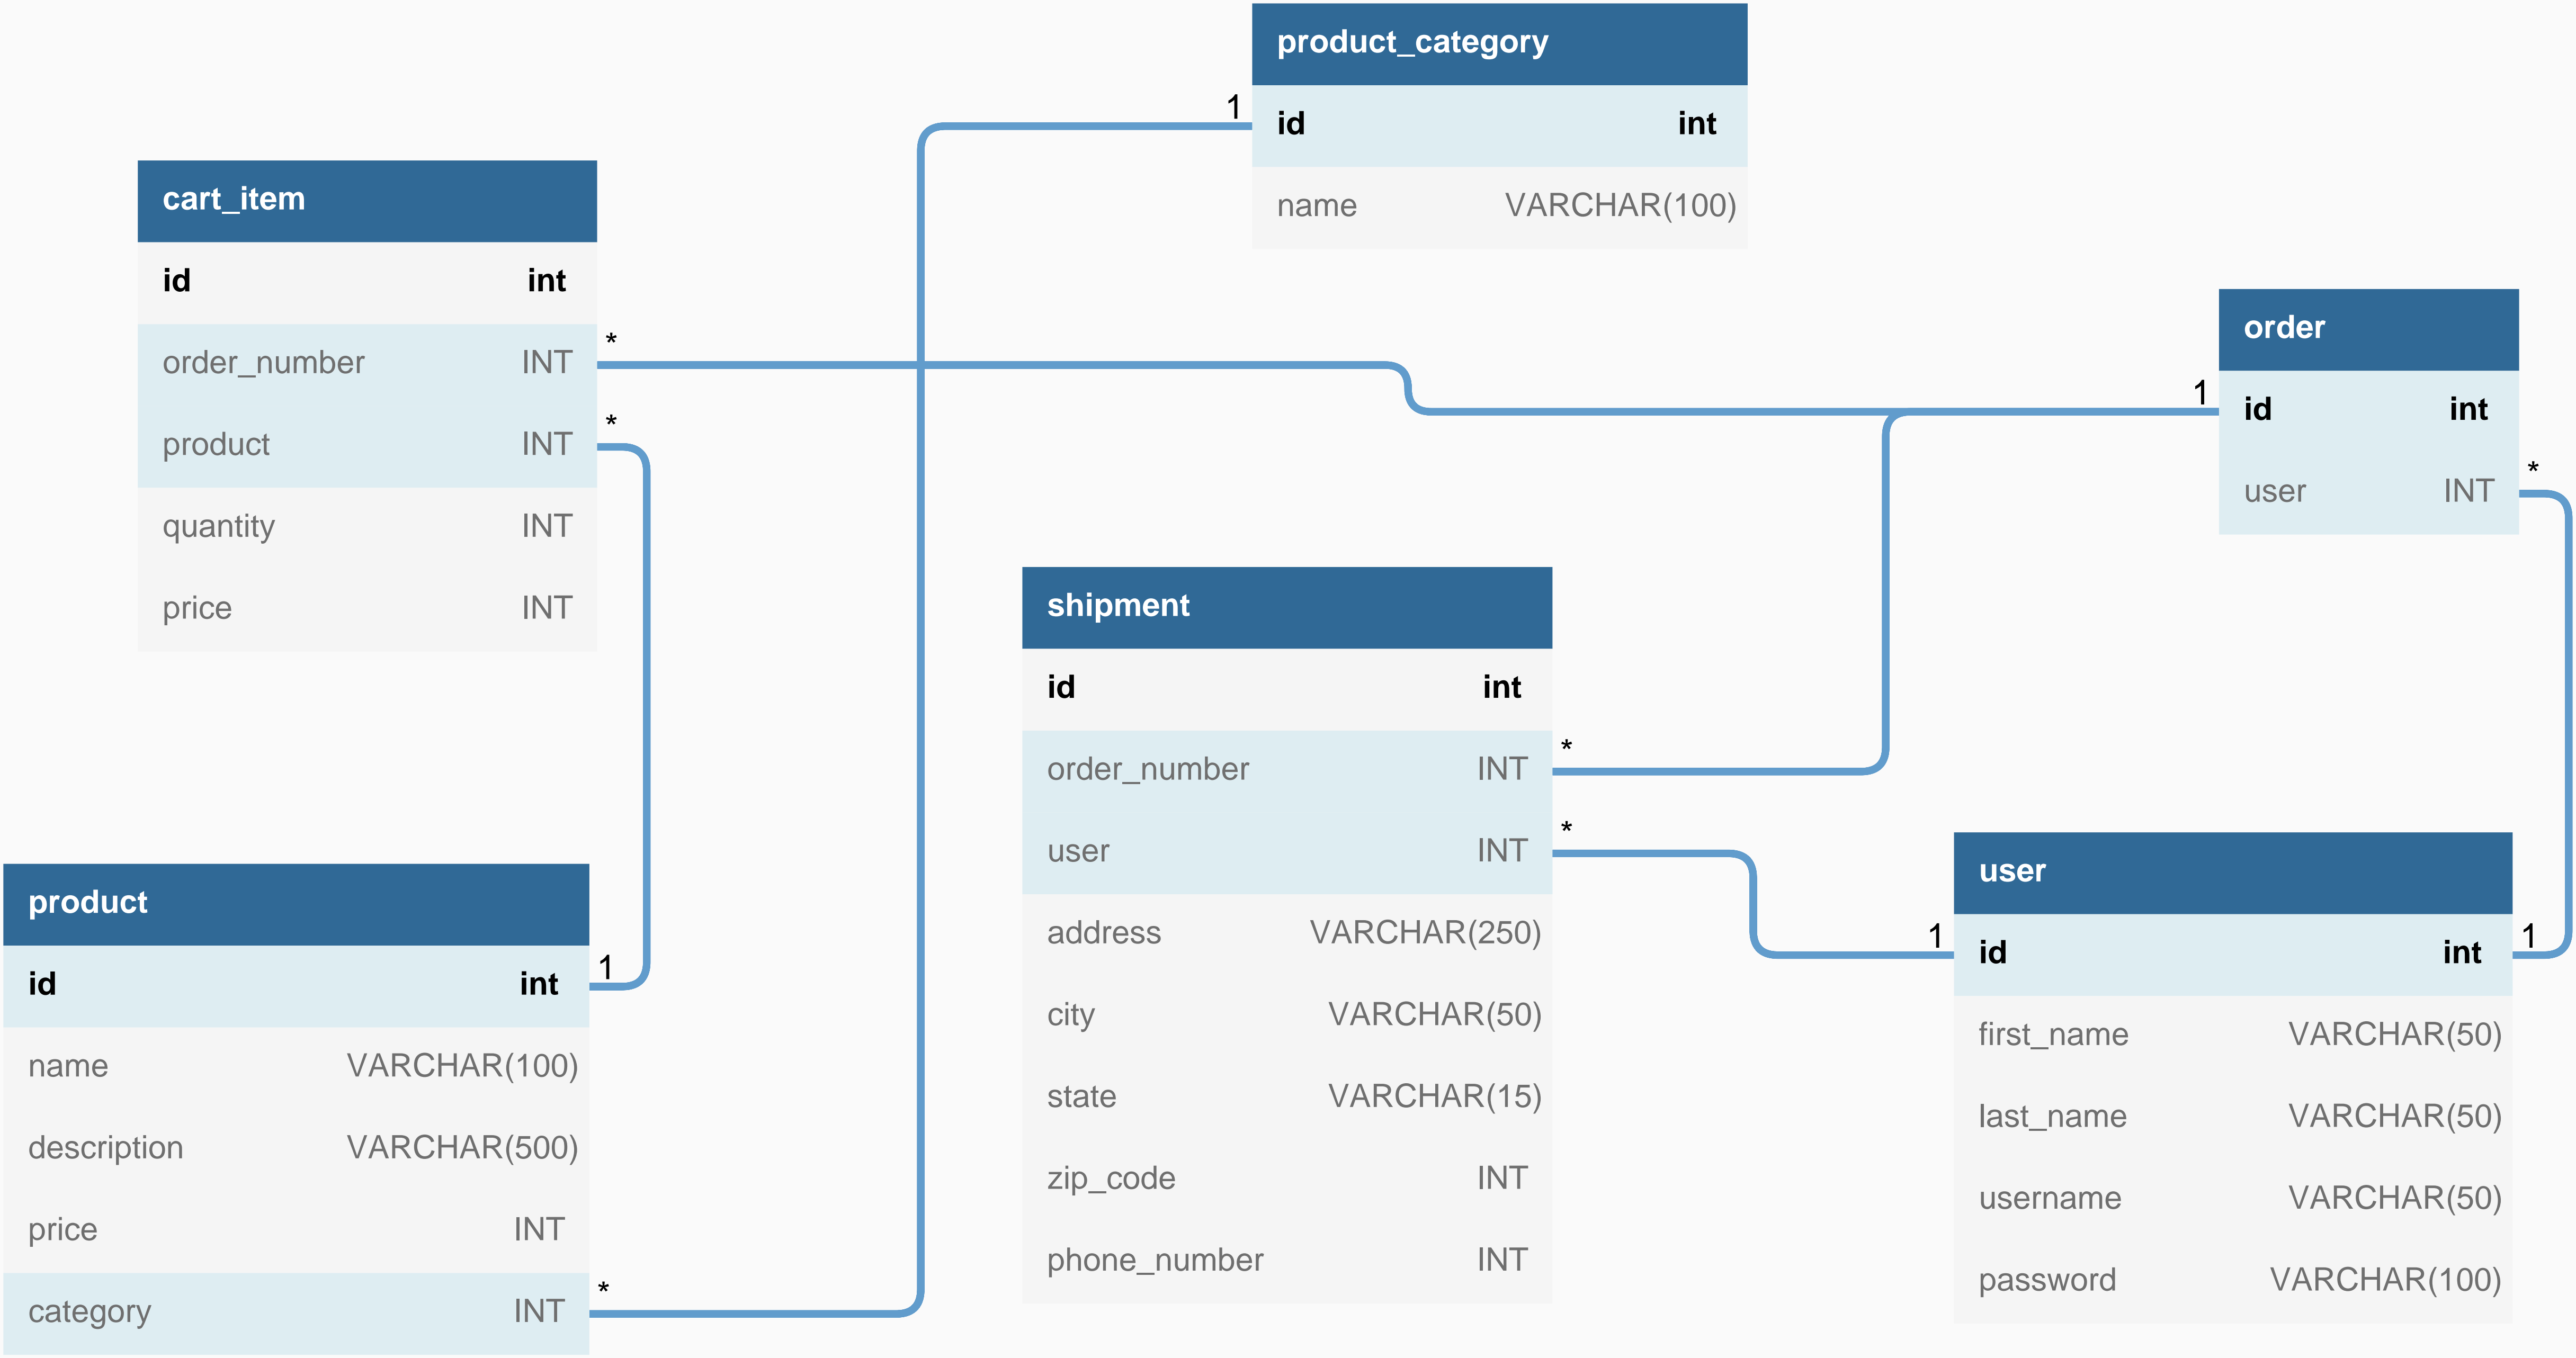 product_category
1
id int
name VARCHAR(100)
cart_item
id int
order_number INT
*
product INT
*
quantity INT
price INT
order
1
id int
user INT
*
shipment
id int
order_number INT
*
user INT
*
address VARCHAR(250)
city VARCHAR(50)
state VARCHAR(15)
zip_code INT
phone_number INT
user
1
id int
1
first_name VARCHAR(50)
last_name VARCHAR(50)
username VARCHAR(50)
password VARCHAR(100)
product
id int
1
name VARCHAR(100)
description VARCHAR(500)
price INT
category INT
*